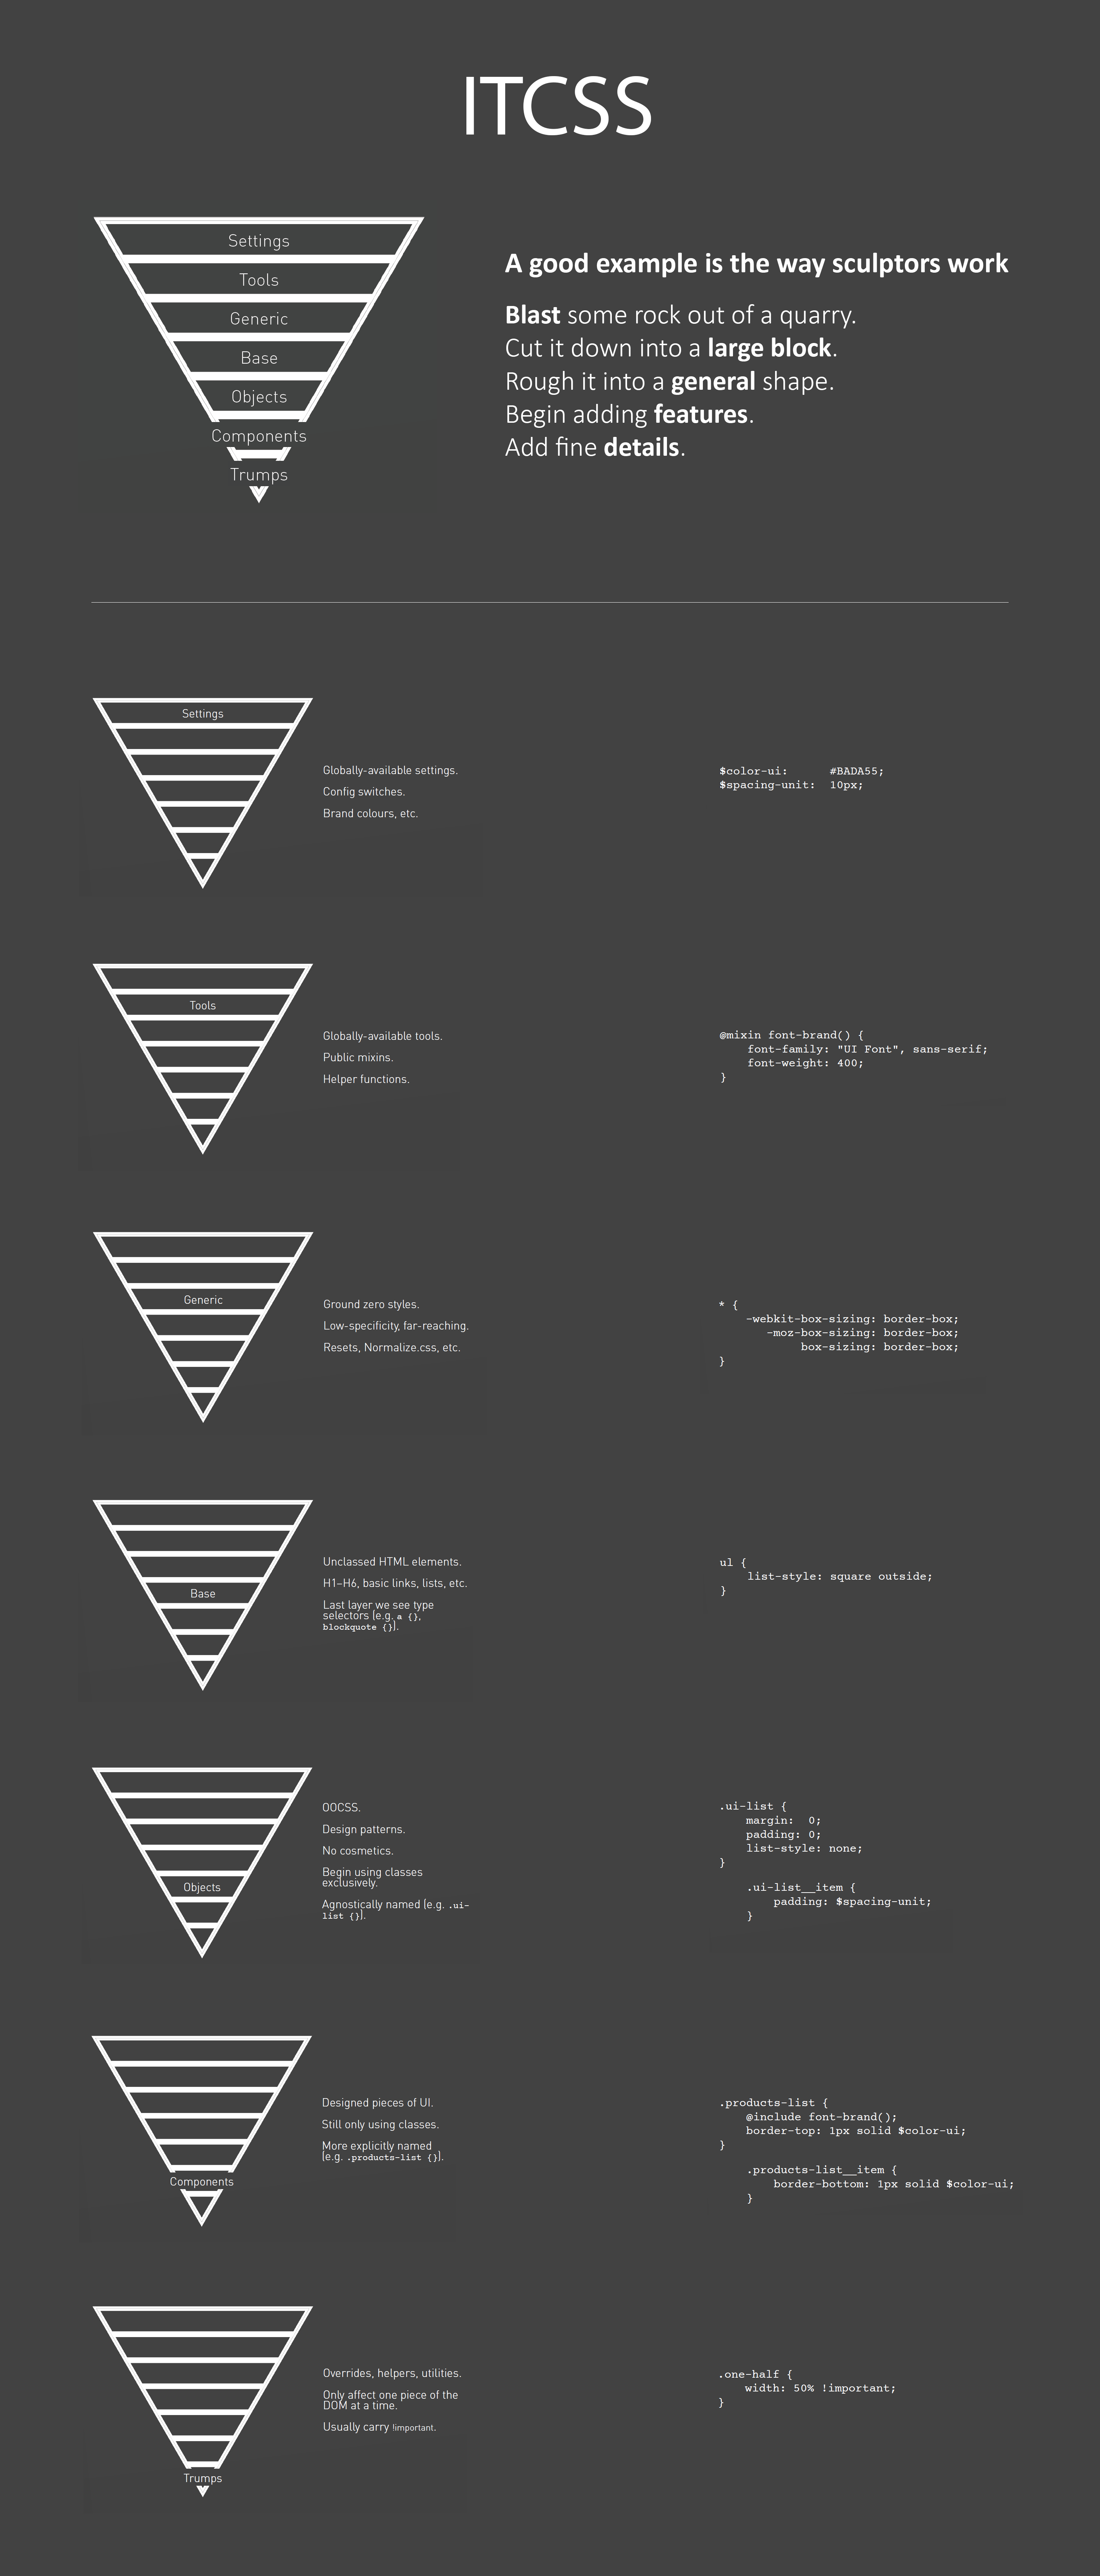 ITCSS
Settings
Tools
Generic
Base
Objects
Components
Trumps
A good example is the way sculptors work
Blast some rock out of a quarry.
Cut it down into a large block.
Rough it into a general shape.
Begin adding features.
Add fine details.
Settings
Globally-available settings.
Config switches.
Brand colours, etc.
$color-ui:      #BADA55;
$spacing-unit:  10px;
Tools
Globally-available tools.
Public mixins.
Helper functions.
@mixin font-brand() {
    font-family: "UI Font", sans-serif;
    font-weight: 400;
}
Generic
Ground zero styles.
Low-specificity, far-reaching.
Resets, Normalize.css, etc.
* {
    -webkit-box-sizing: border-box;
       -moz-box-sizing: border-box;
            box-sizing: border-box;
}
Base
Unclassed HTML elements.
H1–H6, basic links, lists, etc.
Last layer we see type
selectors (e.g. a {},
blockquote {}).
ul {
    list-style: square outside;
}
Objects
OOCSS.
Design patterns.
No cosmetics.
Begin using classes
exclusively.
Agnostically named (e.g. .ui-
list {}).
.ui-list {
    margin:  0;
    padding: 0;
    list-style: none;
}
    .ui-list__item {
        padding: $spacing-unit;
    }
Components
Designed pieces of UI.
Still only using classes.
More explicitly named
(e.g. .products-list {}).
.products-list {
    @include font-brand();
    border-top: 1px solid $color-ui;
}
    .products-list__item {
        border-bottom: 1px solid $color-ui;
    }
Trumps
Overrides, helpers, utilities.
Only affect one piece of the
DOM at a time.
Usually carry !important.
.one-half {
    width: 50% !important;
}